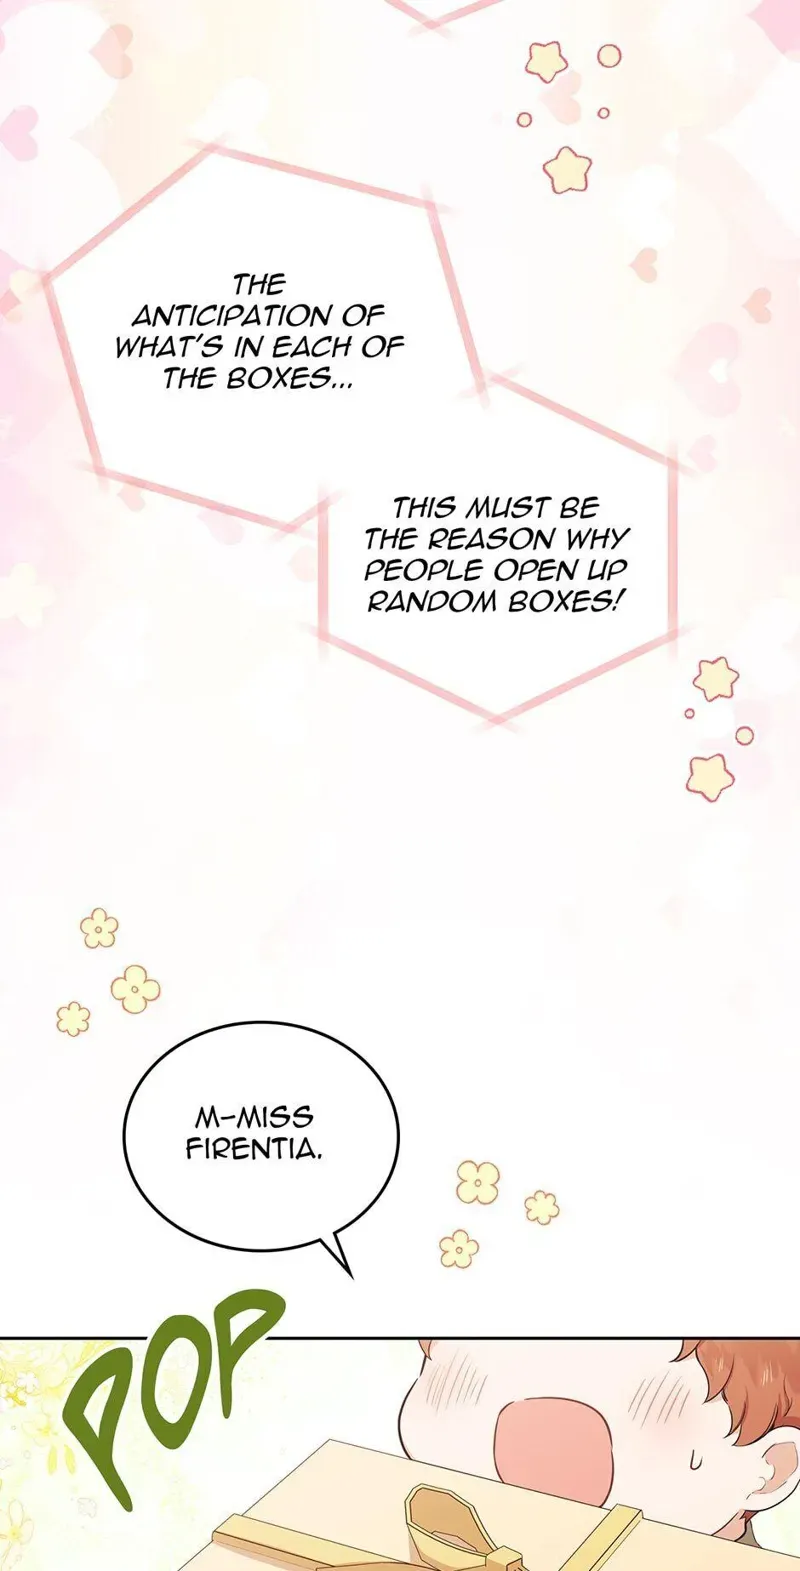 THE
ANTICIPATION OF
WHAT'S IN EACH OF
THE BOXES...
THIS MUST BE
THE REASON WHY
PEOPLE OPEN UP
RANDOM BOXES!
M-MISS
FIRENTIA.
POP